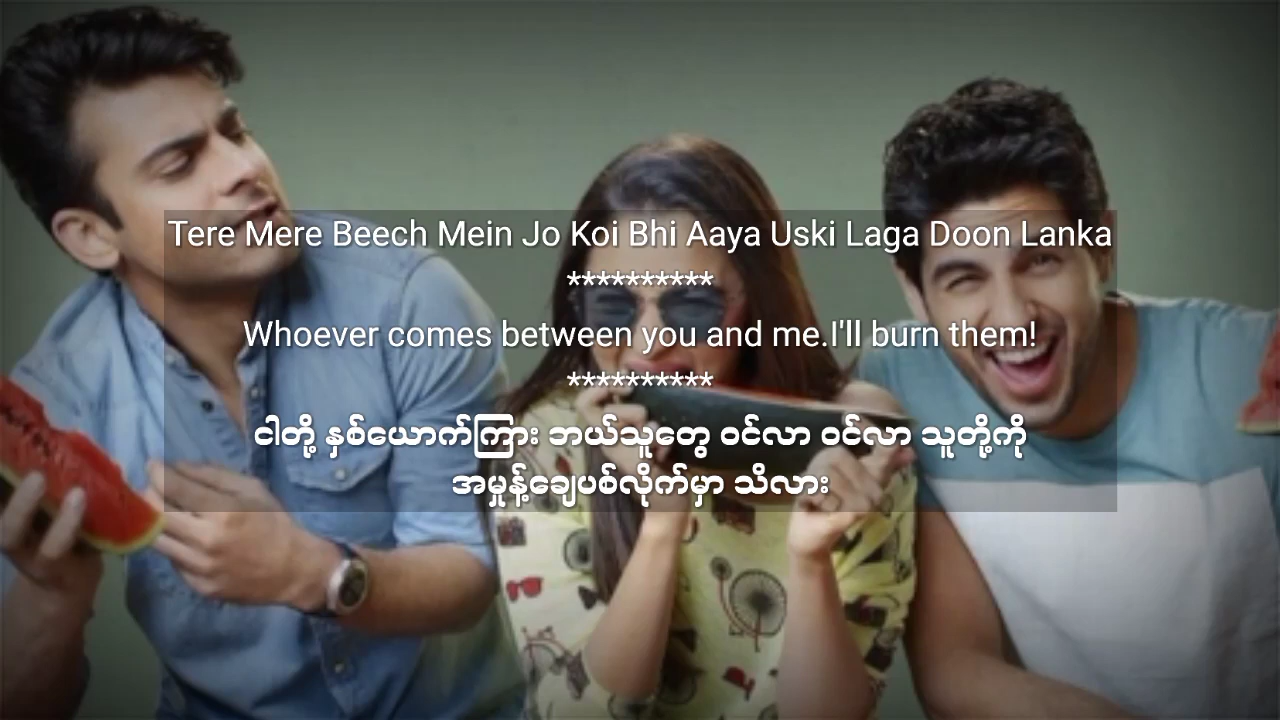 Tere Mere Beech Mein Jo Koi Bhi Aaya Uski Laga Doon Lanka
**********
Whoever comes between you and me.I'll burn them!
**********
ငါတို့ နှစ်ယောက်ကြား ဘယ်သူတွေ ဝင်လာ ဝင်လာ သူတို့ကို
အမှုန့်ချေပစ်လိုက်မှာ သိလား